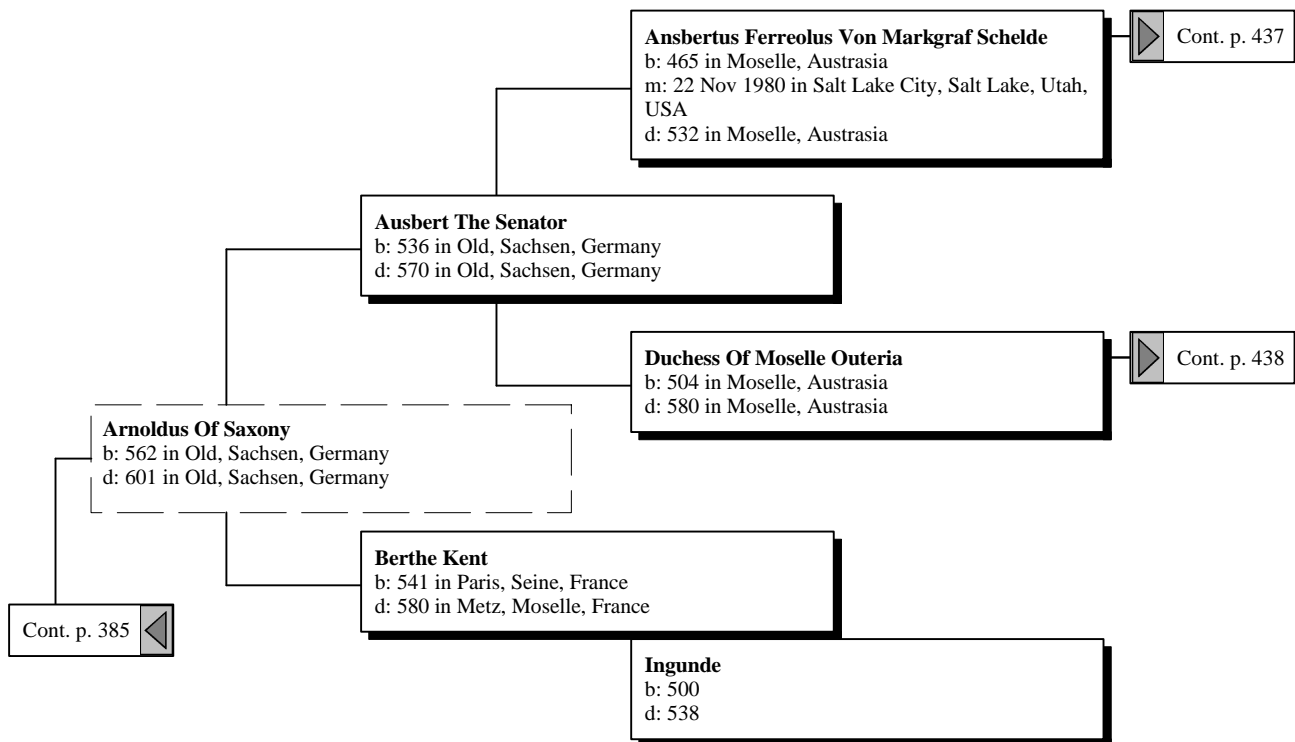 Ansbertus Ferreolus Von Markgraf Schelde
b: 465 in Moselle, Austrasia
m: 22 Nov 1980 in Salt Lake City, Salt Lake, Utah,
USA
d: 532 in Moselle, Austrasia
Cont. p. 437
Ausbert The Senator
b: 536 in Old, Sachsen, Germany
d: 570 in Old, Sachsen, Germany
Duchess Of Moselle Outeria
b: 504 in Moselle, Austrasia
d: 580 in Moselle, Austrasia
Cont. p. 438
Arnoldus Of Saxony
b: 562 in Old, Sachsen, Germany
d: 601 in Old, Sachsen, Germany
Berthe Kent
b: 541 in Paris, Seine, France
d: 580 in Metz, Moselle, France
Cont. p. 385
Ingunde
b: 500
d: 538